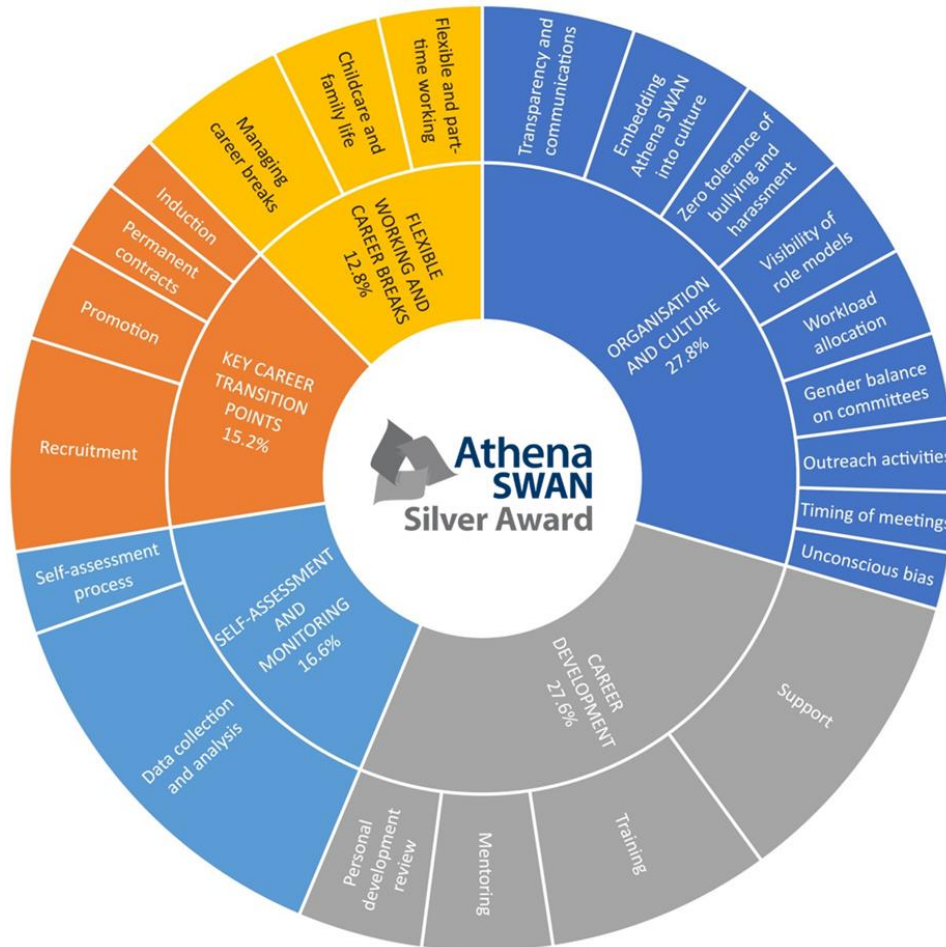 Transparency and
communications
Embedding
Athena SWAN
into culture
Zero tolerance of
bullying and
harassment
Visibility of
role models
Workload
allocation
Gender balance
on committees
Outreach activities
Timing of meetings
Unconscious bias
ORGANISATION
AND CULTURE
27.8%
Support
Training
Mentoring
Personal
development
review
CAREER
DEVELOPMENT
27.6%
Data collection
and analysis
Self-assessment
process
SELF-ASSESSMENT
AND
MONITORING
16.6%
Recruitment
Promotion
Permanent
contracts
Induction
KEY CAREER
TRANSITION
POINTS
15.2%
Managing
career breaks
Childcare and
family life
Flexible and part-
time working
FLEXIBLE
WORKING AND
CAREER BREAKS
12.8%
Athena
SWAN
Silver Award